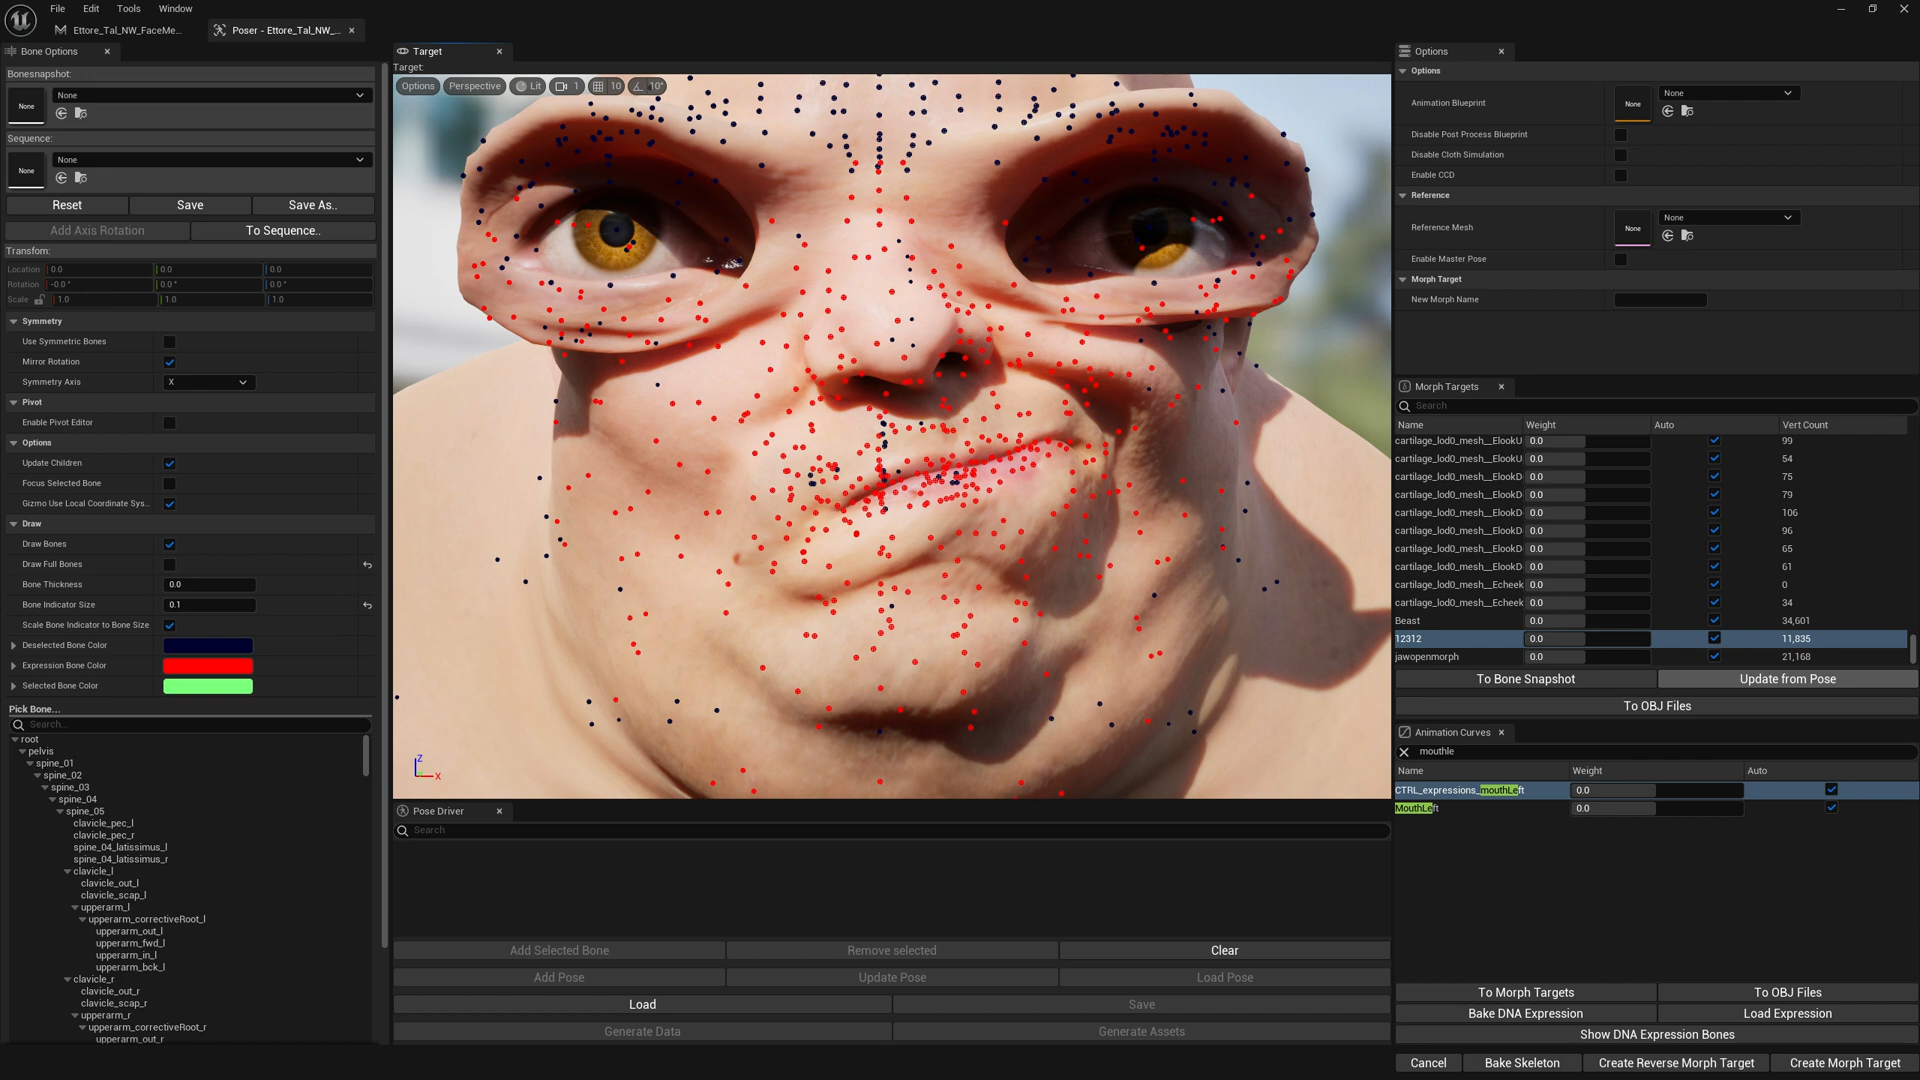 File Edit Tools Window
Ettore_Tal_NW_FaceMe... Poser - Ettore_Tal_NW_...
Bone Options
Bonesnapshot:
None None
Sequence:
None None
Reset Save Save As..
Add Axis Rotation To Sequence..
Transform:
Location 0.0 0.0 0.0
Rotation -0.0 ° 0.0 ° 0.0 °
Scale 1.0 1.0 1.0
Symmetry
Use Symmetric Bones
Mirror Rotation
Symmetry Axis X
Pivot
Enable Pivot Editor
Options
Update Children
Focus Selected Bone
Gizmo Use Local Coordinate Sys...
Draw
Draw Bones
Draw Full Bones
Bone Thickness 0.0
Bone Indicator Size 0.1
Scale Bone Indicator to Bone Size
Deselected Bone Color
Expression Bone Color
Selected Bone Color
Pick Bone...
Search...
root
pelvis
spine_01
spine_02
spine_03
spine_04
spine_05
clavicle_pec_l
clavicle_pec_r
spine_04_latissimus_l
spine_04_latissimus_r
clavicle_l
clavicle_out_l
clavicle_scap_l
upperarm_l
upperarm_correctiveRoot_l
upperarm_out_l
upperarm_fwd_l
upperarm_in_l
upperarm_bck_l
clavicle_r
clavicle_out_r
clavicle_scap_r
upperarm_r
upperarm_correctiveRoot_r
upperarm_out_r
Target
Target:
Options Perspective Lit 1 10 10°
Z
X
Pose Driver
Search
Add Selected Bone Remove selected Clear
Add Pose Update Pose Load Pose
Load Save
Generate Data Generate Assets
Options
Options
Animation Blueprint None None
Disable Post Process Blueprint
Disable Cloth Simulation
Enable CCD
Reference
Reference Mesh None None
Enable Master Pose
Morph Target
New Morph Name
Morph Targets
Search
Name Weight Auto Vert Count
cartilage_lod0_mesh__ElookU 0.0 99
cartilage_lod0_mesh__ElookU 0.0 54
cartilage_lod0_mesh__ElookD 0.0 75
cartilage_lod0_mesh__ElookD 0.0 79
cartilage_lod0_mesh__ElookD 0.0 106
cartilage_lod0_mesh__ElookD 0.0 96
cartilage_lod0_mesh__ElookD 0.0 65
cartilage_lod0_mesh__ElookD 0.0 61
cartilage_lod0_mesh__Echeek 0.0 0
cartilage_lod0_mesh__Echeek 0.0 34
Beast 0.0 34,601
12312 0.0 11,835
jawopenmorph 0.0 21,168
To Bone Snapshot Update from Pose
To OBJ Files
Animation Curves
mouthle
Name Weight Auto
CTRL_expressions_mouthLeft 0.0
MouthLeft 0.0
To Morph Targets To OBJ Files
Bake DNA Expression Load Expression
Show DNA Expression Bones
Cancel Bake Skeleton Create Reverse Morph Target Create Morph Target